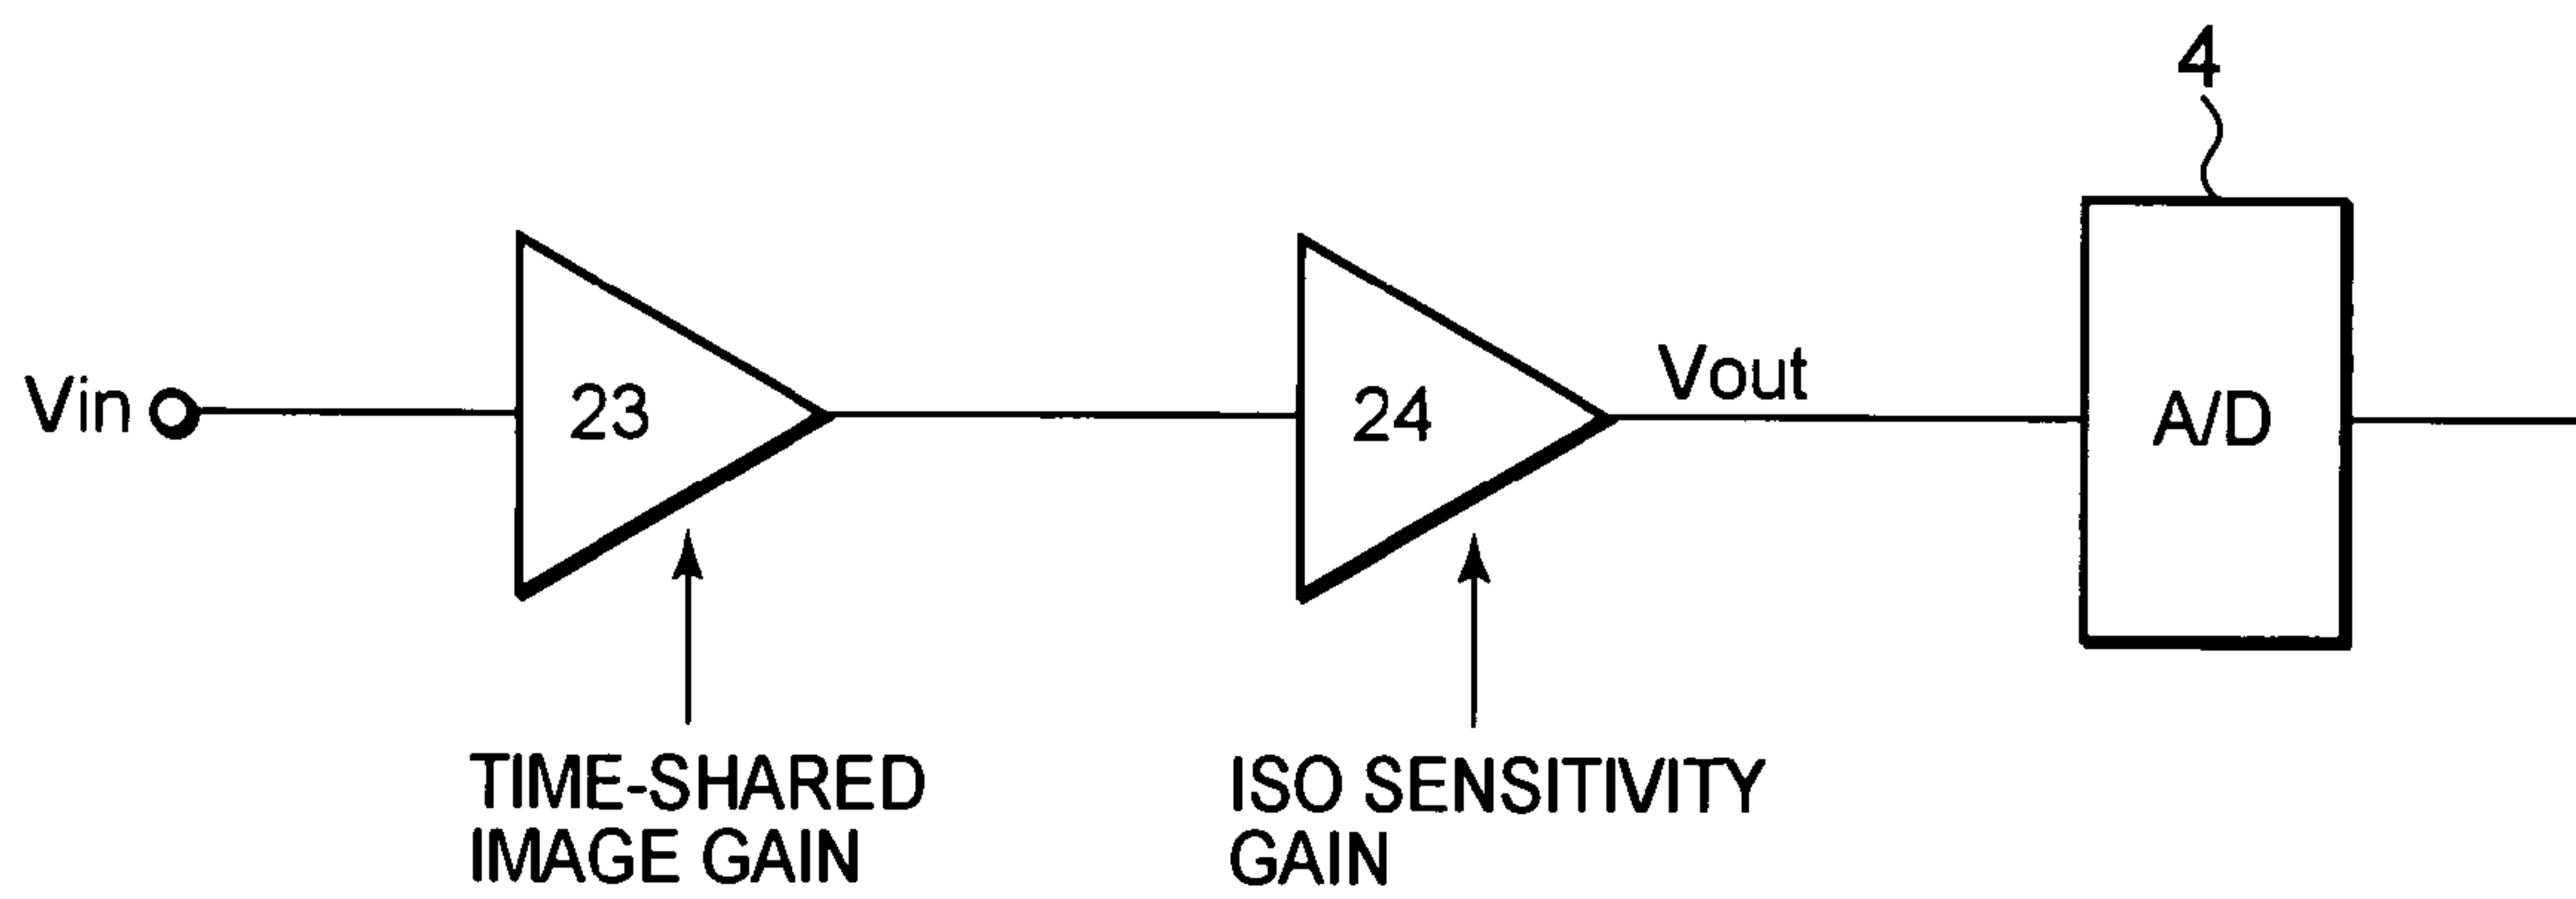 4
Vin
23
24
Vout
A/D
TIME-SHARED
IMAGE GAIN
ISO SENSITIVITY
GAIN